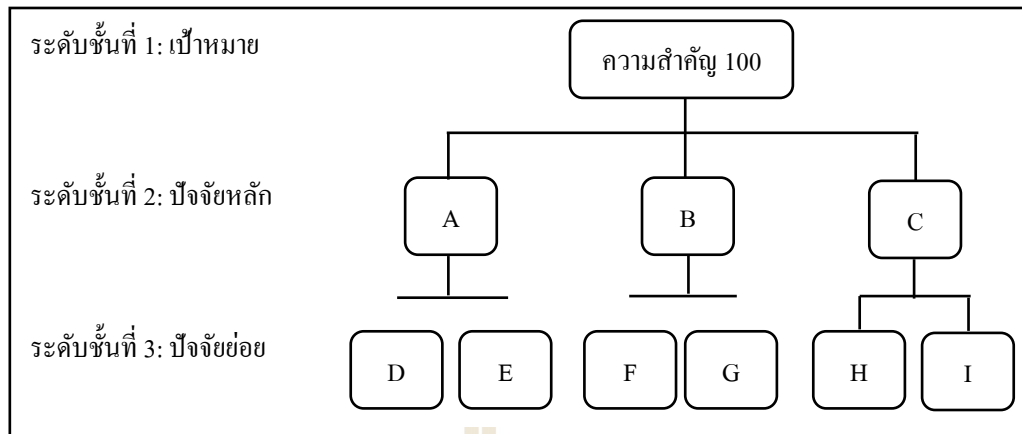 ระดับชั้นที่ 1: เป้าหมาย
ความสำคัญ 100
ระดับชั้นที่ 2: ปัจจัยหลัก
A B C
ระดับชั้นที่ 3: ปัจจัยย่อย
D E F G H I